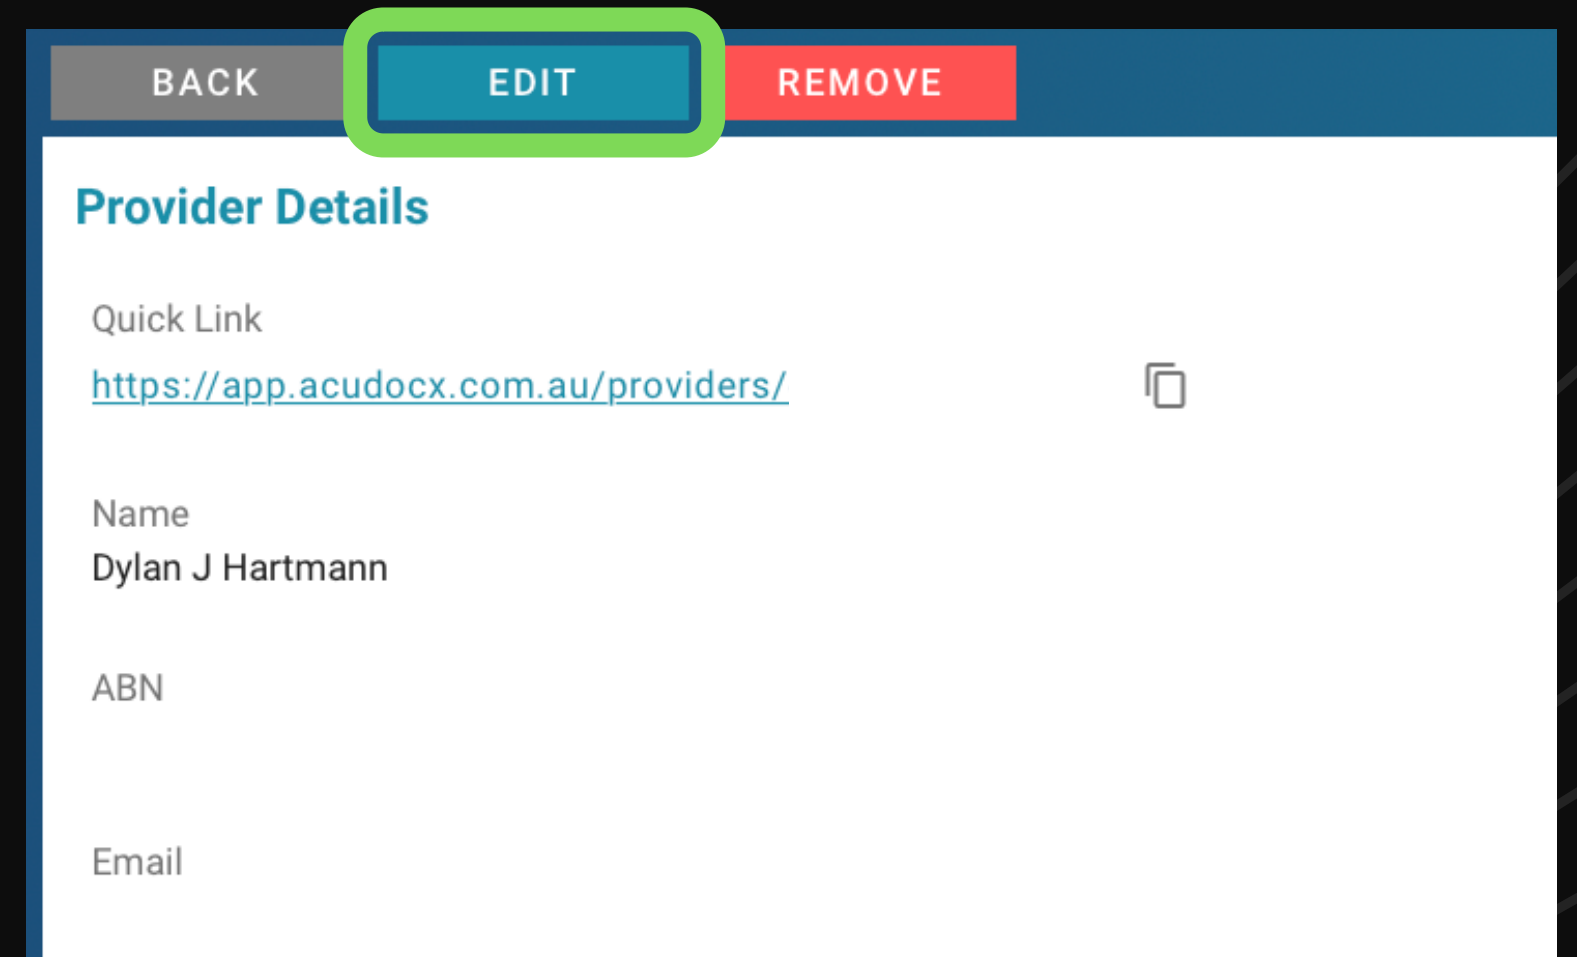 BACK EDIT REMOVE
Provider Details
Quick Link
https://app.acudocx.com.au/providers/
Name
Dylan J Hartmann
ABN
Email